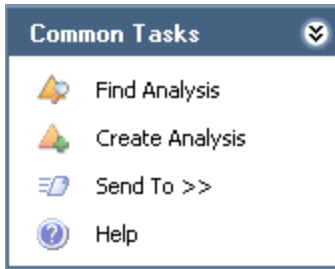 Common Tasks
Find Analysis
Create Analysis
Send To >>
Help